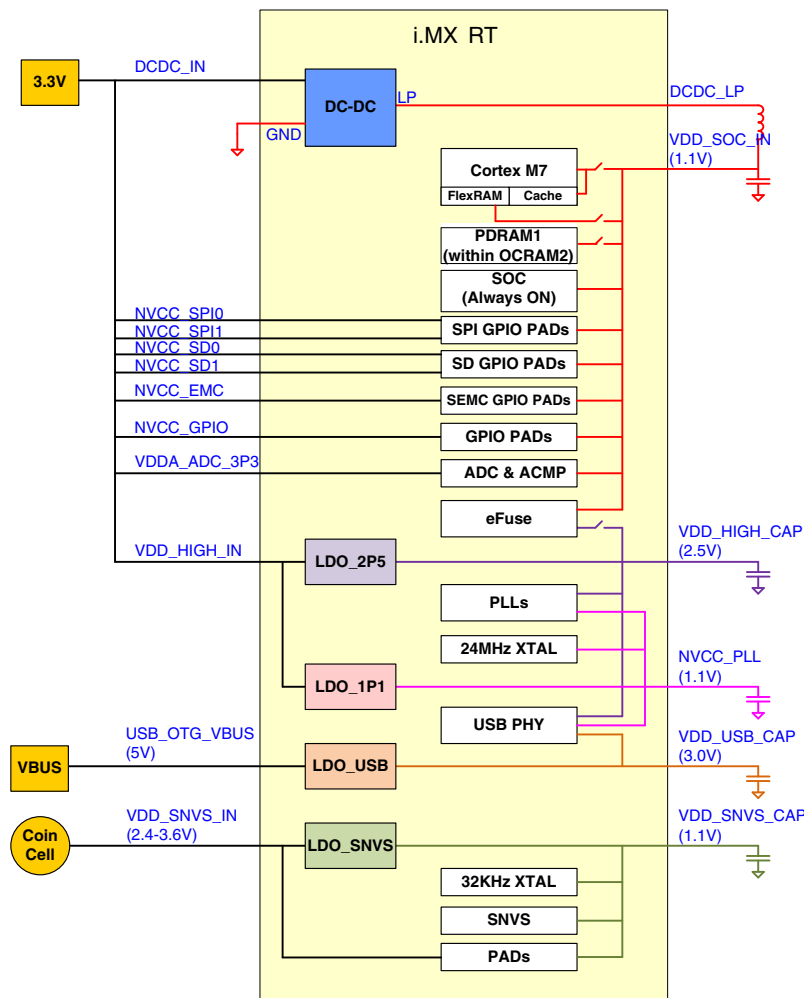 i.MX RT
3.3V
DCDC_IN
DC-DC
LP
GND
DCDC_LP
VDD_SOC_IN
(1.1V)
Cortex M7
FlexRAM
Cache
PDRAM1
(within OCRAM2)
SOC
(Always ON)
NVCC_SPI0
NVCC_SPI1
SPI GPIO PADs
NVCC_SD0
NVCC_SD1
SD GPIO PADs
NVCC_EMC
SEMC GPIO PADs
NVCC_GPIO
GPIO PADs
VDDA_ADC_3P3
ADC & ACMP
eFuse
VDD_HIGH_IN
LDO_2P5
VDD_HIGH_CAP
(2.5V)
PLLs
24MHz XTAL
LDO_1P1
NVCC_PLL
(1.1V)
USB PHY
VBUS
USB_OTG_VBUS
(5V)
LDO_USB
VDD_USB_CAP
(3.0V)
Coin
Cell
VDD_SNVS_IN
(2.4-3.6V)
LDO_SNVS
VDD_SNVS_CAP
(1.1V)
32KHz XTAL
SNVS
PADs